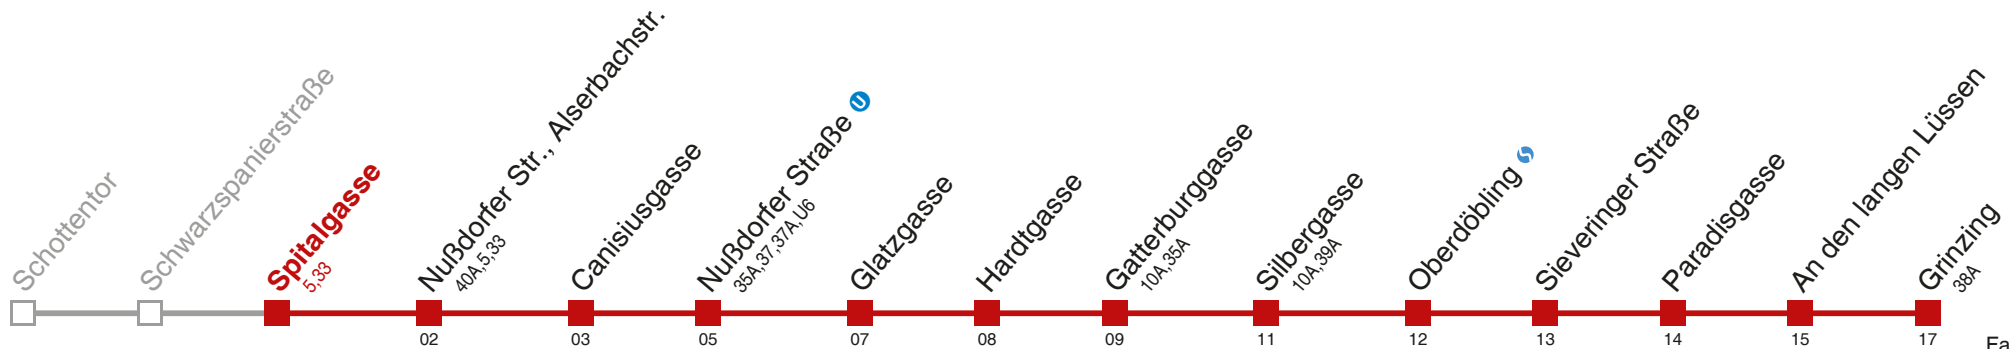 Schottentor
Schwarzspanierstraße
Spitalgasse
5,33
Nußdorfer Str., Alserbachstr.
40A,5,33
Canisiusgasse
Nußdorfer Straße U
35A,37,37A,U6
Glatzgasse
Hardtgasse
Gatterburggasse
10A,35A
Silbergasse
10A,39A
Oberdöbling S
Sieveringer Straße
Paradisgasse
An den langen Lüssen
Grinzing
38A
02 03 05 07 08 09 11 12 13 14 15 17
Fa